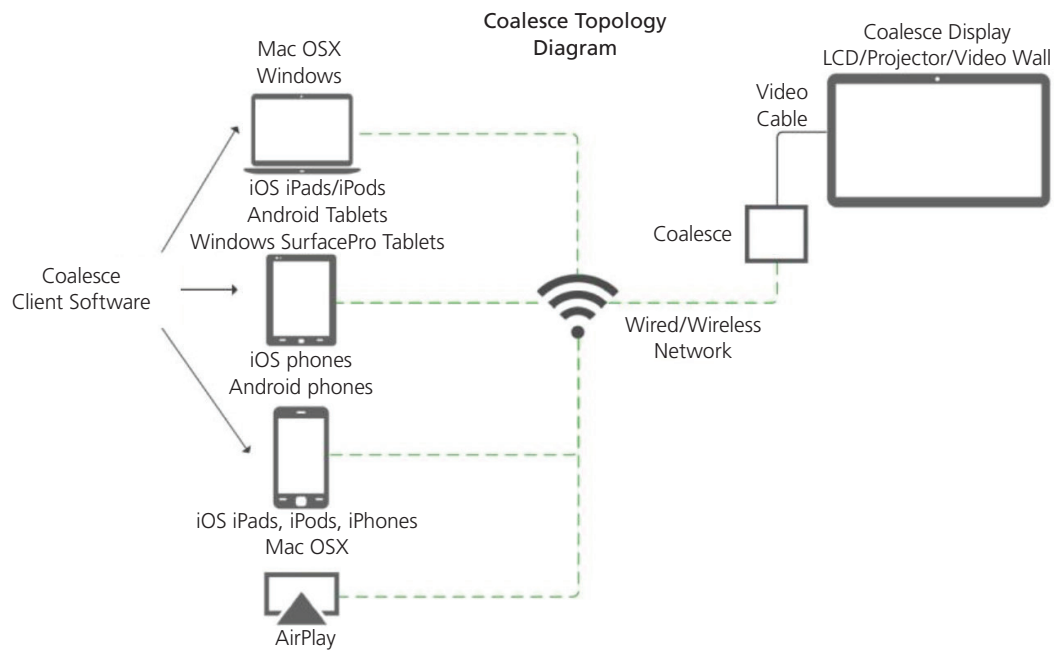 Coalesce Topology
Diagram
Coalesce Display
LCD/Projector/Video Wall
Mac OSX
Windows
Video
Cable
iOS iPads/iPods
Android Tablets
Windows SurfacePro Tablets
Coalesce
Coalesce
Client Software
Wired/Wireless
Network
iOS phones
Android phones
iOS iPads, iPods, iPhones
Mac OSX
AirPlay